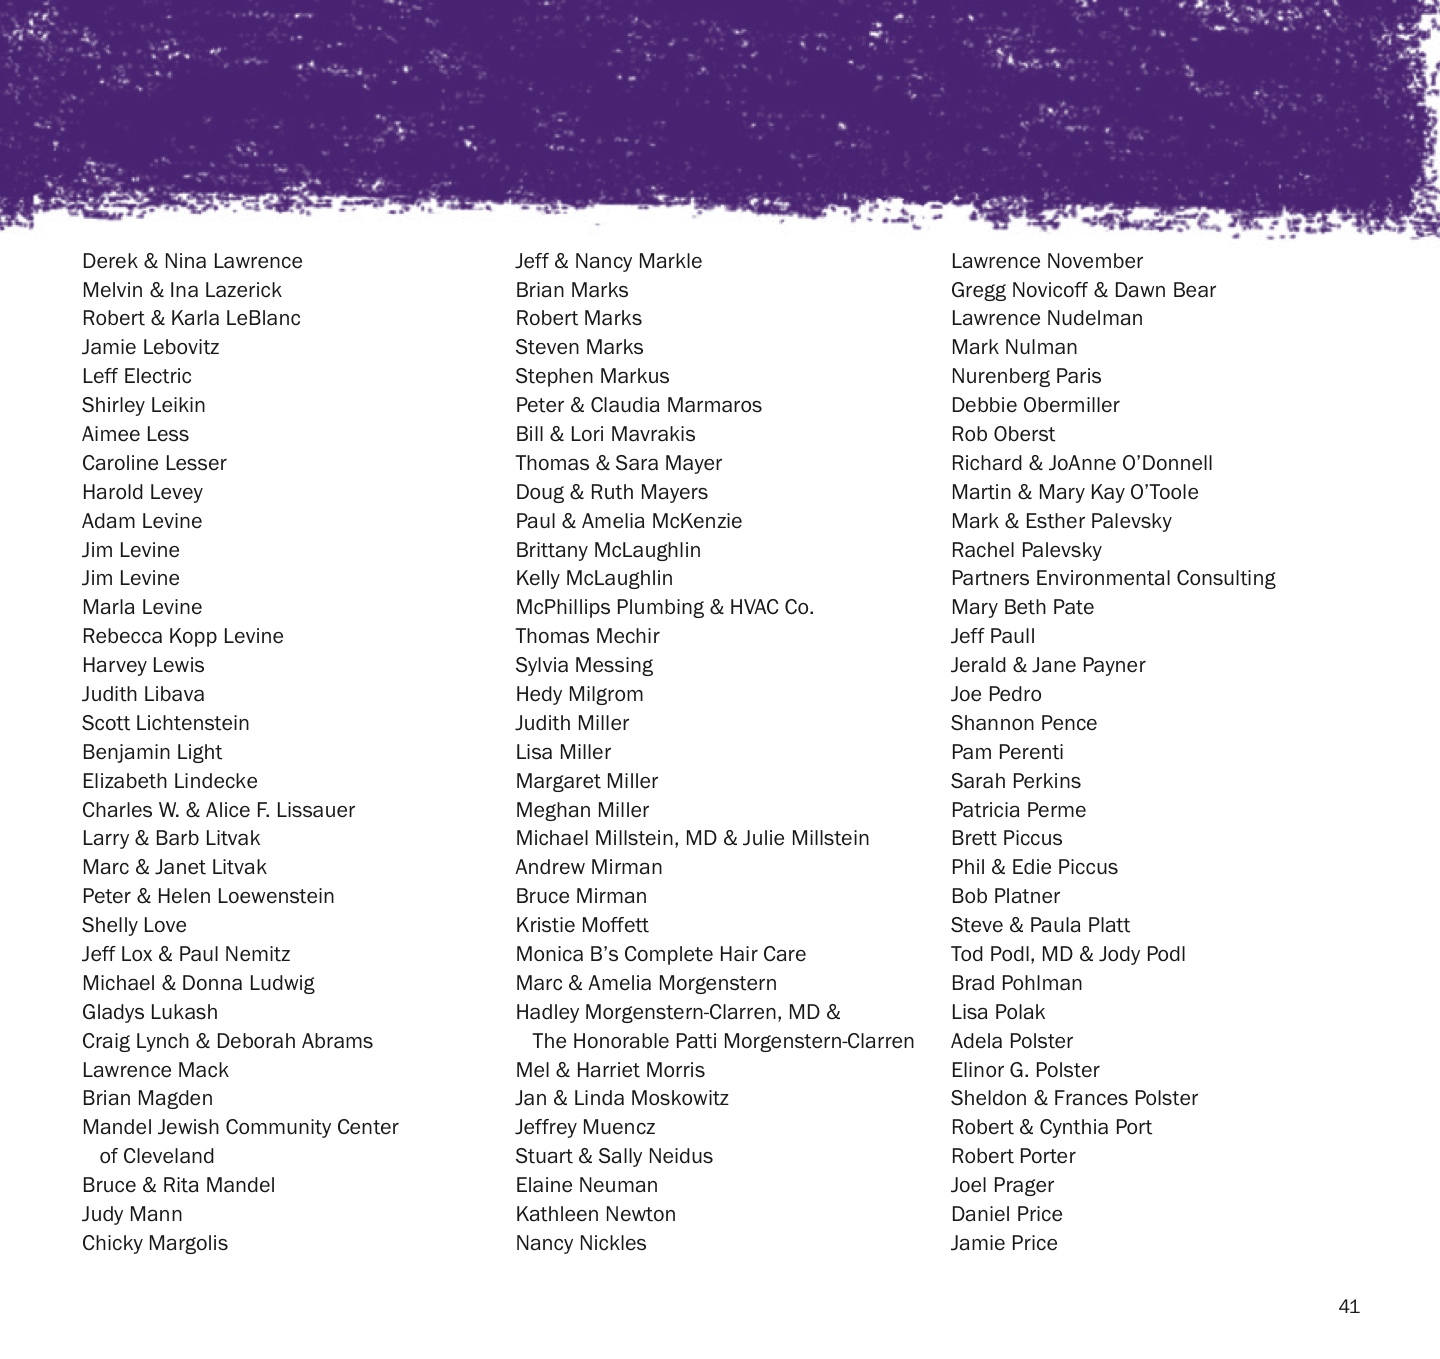 Derek & Nina Lawrence
Melvin & Ina Lazerick
Robert & Karla LeBlanc
Jamie Lebovitz
Leff Electric
Shirley Leikin
Aimee Less
Caroline Lesser
Harold Levey
Adam Levine
Jim Levine
Jim Levine
Marla Levine
Rebecca Kopp Levine
Harvey Lewis
Judith Libava
Scott Lichtenstein
Benjamin Light
Elizabeth Lindecke
Charles W. & Alice F. Lissauer
Larry & Barb Litvak
Marc & Janet Litvak
Peter & Helen Loewenstein
Shelly Love
Jeff Lox & Paul Nemitz
Michael & Donna Ludwig
Gladys Lukash
Craig Lynch & Deborah Abrams
Lawrence Mack
Brian Magden
Mandel Jewish Community Center
of Cleveland
Bruce & Rita Mandel
Judy Mann
Chicky Margolis
Jeff & Nancy Markle
Brian Marks
Robert Marks
Steven Marks
Stephen Markus
Peter & Claudia Marmaros
Bill & Lori Mavrakis
Thomas & Sara Mayer
Doug & Ruth Mayers
Paul & Amelia McKenzie
Brittany McLaughlin
Kelly McLaughlin
McPhillips Plumbing & HVAC Co.
Thomas Mechir
Sylvia Messing
Hedy Milgrom
Judith Miller
Lisa Miller
Margaret Miller
Meghan Miller
Michael Millstein, MD & Julie Millstein
Andrew Mirman
Bruce Mirman
Kristie Moffett
Monica B’s Complete Hair Care
Marc & Amelia Morgenstern
Hadley Morgenstern-Clarren, MD &
The Honorable Patti Morgenstern-Clarren
Mel & Harriet Morris
Jan & Linda Moskowitz
Jeffrey Muencz
Stuart & Sally Neidus
Elaine Neuman
Kathleen Newton
Nancy Nickles
Lawrence November
Gregg Novicoff & Dawn Bear
Lawrence Nudelman
Mark Nulman
Nurenberg Paris
Debbie Obermiller
Rob Oberst
Richard & JoAnne O’Donnell
Martin & Mary Kay O’Toole
Mark & Esther Palevsky
Rachel Palevsky
Partners Environmental Consulting
Mary Beth Pate
Jeff Paull
Jerald & Jane Payner
Joe Pedro
Shannon Pence
Pam Perenti
Sarah Perkins
Patricia Perme
Brett Piccus
Phil & Edie Piccus
Bob Platner
Steve & Paula Platt
Tod Podl, MD & Jody Podl
Brad Pohlman
Lisa Polak
Adela Polster
Elinor G. Polster
Sheldon & Frances Polster
Robert & Cynthia Port
Robert Porter
Joel Prager
Daniel Price
Jamie Price
41